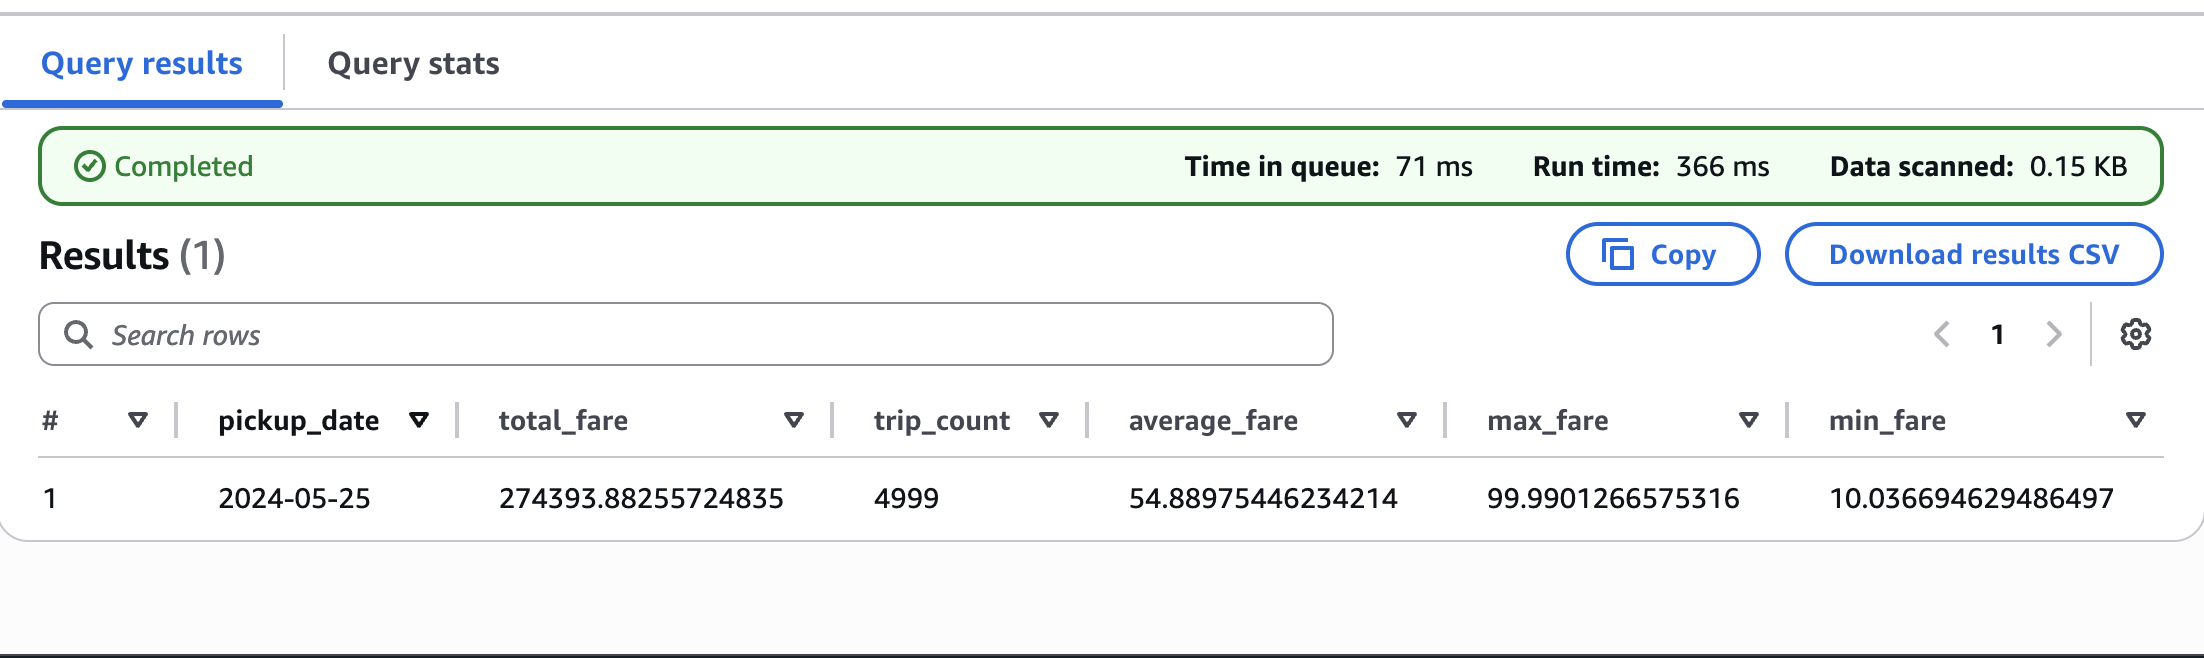 Query results Query stats
Completed Time in queue: 71 ms Run time: 366 ms Data scanned: 0.15 KB
Results (1) Copy Download results CSV
Search rows 1
# pickup_date total_fare trip_count average_fare max_fare min_fare
1 2024-05-25 274393.88255724835 4999 54.88975446234214 99.9901266575316 10.036694629486497